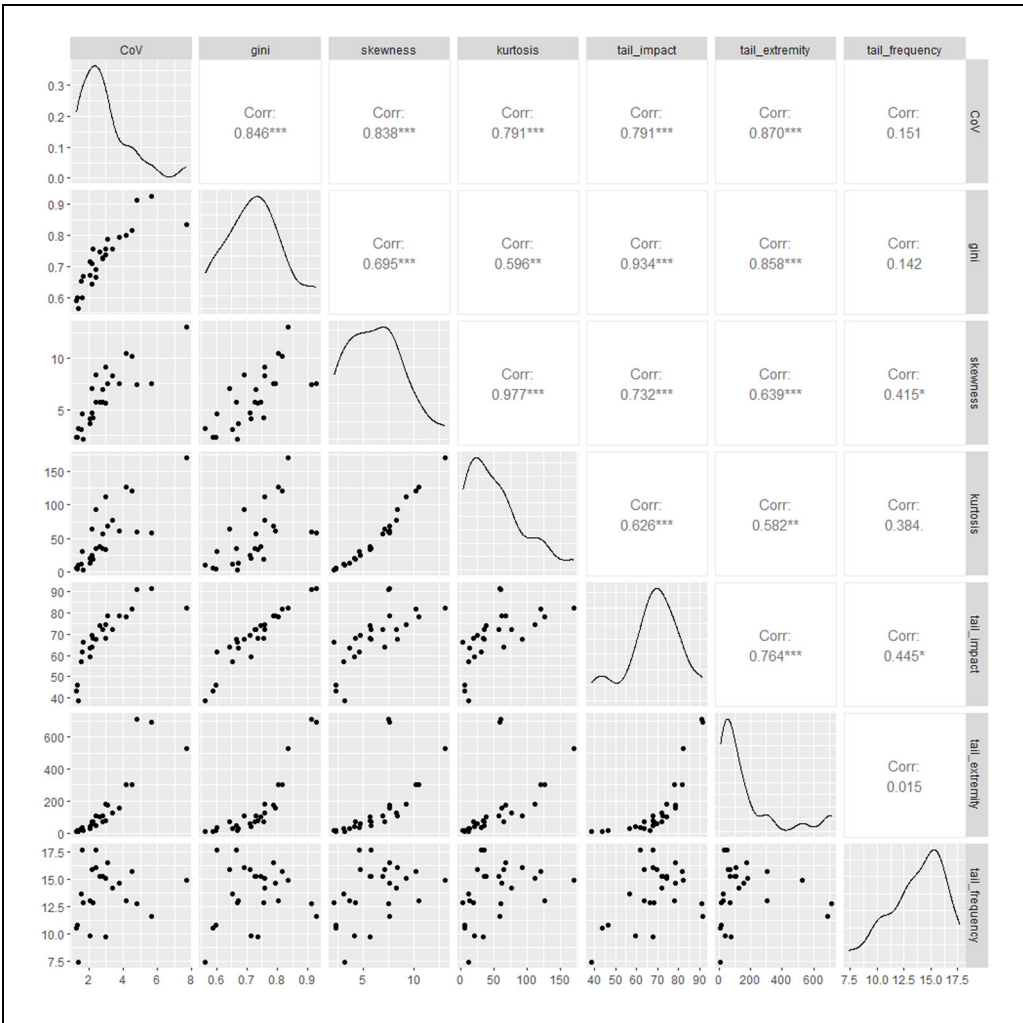 CoV gini skewness kurtosis tail_impact tail_extremity tail_frequency
0.3
0.2
0.1
0.0
Corr: Corr: Corr: Corr: Corr: Corr:
0.846*** 0.838*** 0.791*** 0.791*** 0.870*** 0.151
CoV
0.9
0.8
0.7
0.6
Corr: Corr: Corr: Corr: Corr:
0.695*** 0.596** 0.934*** 0.858*** 0.142
gini
10
5
Corr: Corr: Corr: Corr:
0.977*** 0.732*** 0.639*** 0.415*
skewness
150
100
50
0
Corr: Corr: Corr:
0.626*** 0.582** 0.384.
kurtosis
90
80
70
60
50
40
Corr: Corr:
0.764*** 0.445*
tail_impact
600
400
200
0
Corr:
0.015
tail_extremity
17.5
15.0
12.5
10.0
7.5
tail_frequency
2 4 6 8 0.6 0.7 0.8 0.9 5 10 0 50 100 150 40 50 60 70 80 90 0 200 400 600 7.5 10.0 12.5 15.0 17.5